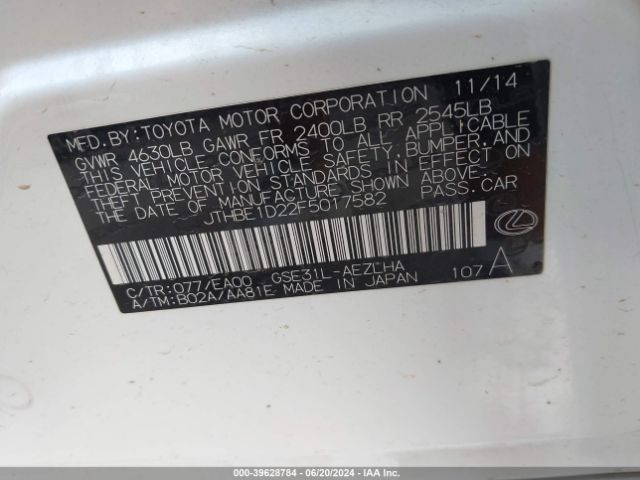 MFD.BY:TOYOTA MOTOR CORPORATION 11/14
GVWR 4630LB GAWR FR 2400LB RR 2545LB
THIS VEHICLE CONFORMS TO ALL APPLICABLE
FEDERAL MOTOR VEHICLE SAFETY,BUMPER,AND
THEFT PREVENTION STANDARDS IN EFFECT ON
THE DATE OF MANUFACTURE SHOWN ABOVE.
JTHBE1D22F5017582 PASS.CAR
C/TR:077/EA00 GSE31L-AEZLHA
A/TM:B02A/AA81E MADE IN JAPAN 107 A
000-39628784 - 06/20/2024 - IAAI.COM